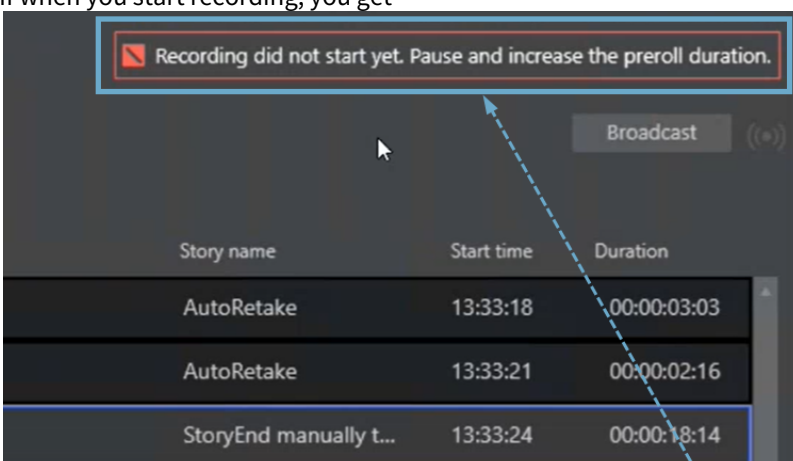 when you start recording, you get
Recording did not start yet. Pause and increase the preroll duration.
Broadcast
Story name Start time Duration
AutoRetake 13:33:18 00:00:03:03
AutoRetake 13:33:21 00:00:02:16
StoryEnd manually t... 13:33:24 00:00:18:14